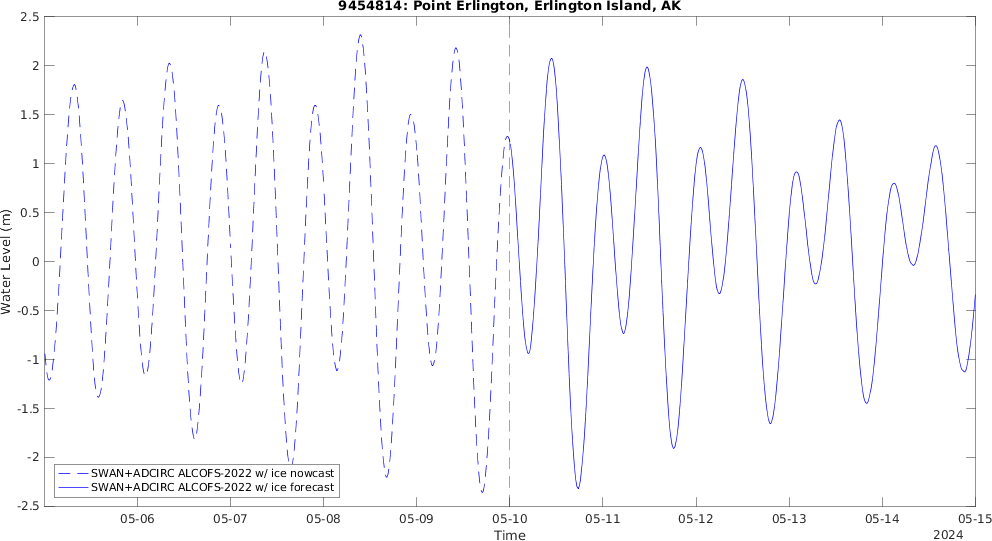 9454814: Point Erlington, Erlington Island, AK
2.5
2
1.5
1
0.5
0
-0.5
-1
-1.5
-2
-2.5
Water Level (m)
SWAN+ADCIRC ALCOFS-2022 w/ ice nowcast
SWAN+ADCIRC ALCOFS-2022 w/ ice forecast
05-06 05-07 05-08 05-09 05-10 05-11 05-12 05-13 05-14 05-15
Time
2024